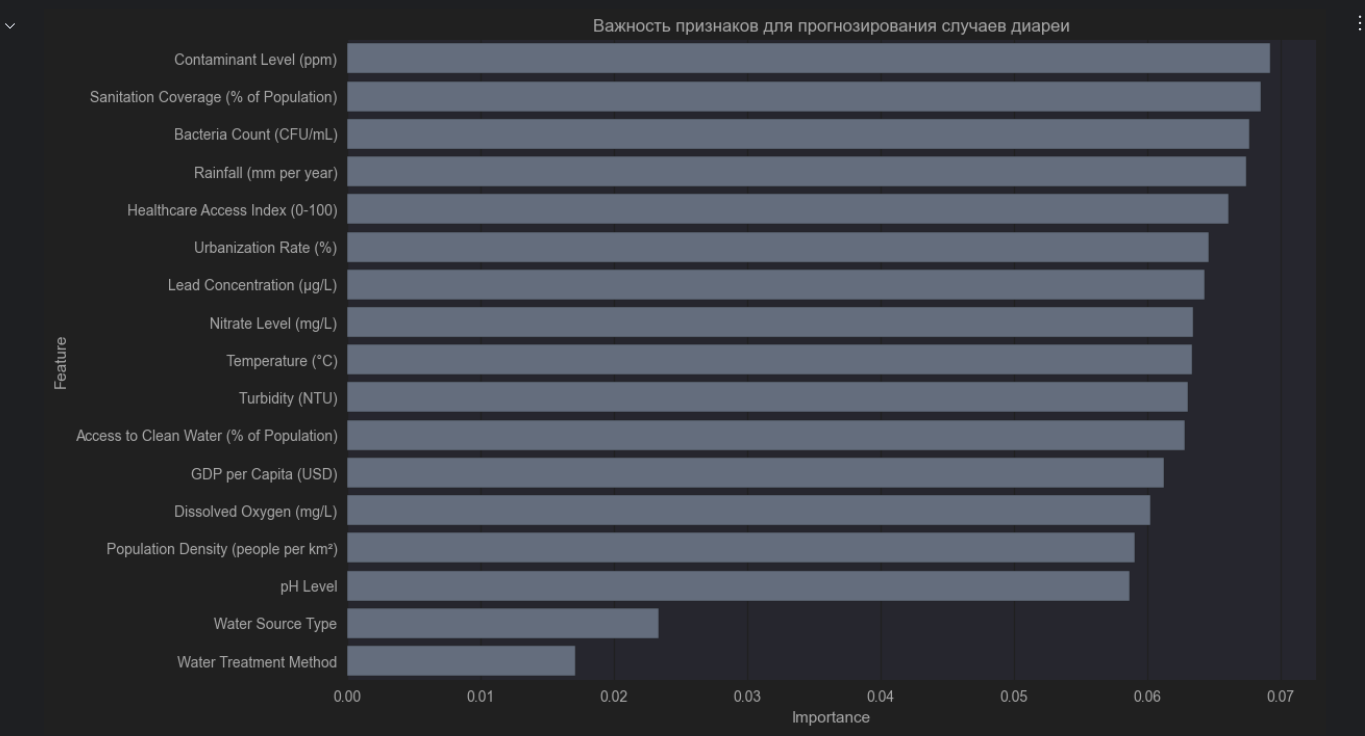 Важность признаков для прогнозирования случаев диареи
Contaminant Level (ppm)
Sanitation Coverage (% of Population)
Bacteria Count (CFU/mL)
Rainfall (mm per year)
Healthcare Access Index (0-100)
Urbanization Rate (%)
Lead Concentration (µg/L)
Nitrate Level (mg/L)
Temperature (°C)
Turbidity (NTU)
Access to Clean Water (% of Population)
GDP per Capita (USD)
Dissolved Oxygen (mg/L)
Population Density (people per km²)
pH Level
Water Source Type
Water Treatment Method
Feature
0.00 0.01 0.02 0.03 0.04 0.05 0.06 0.07
Importance